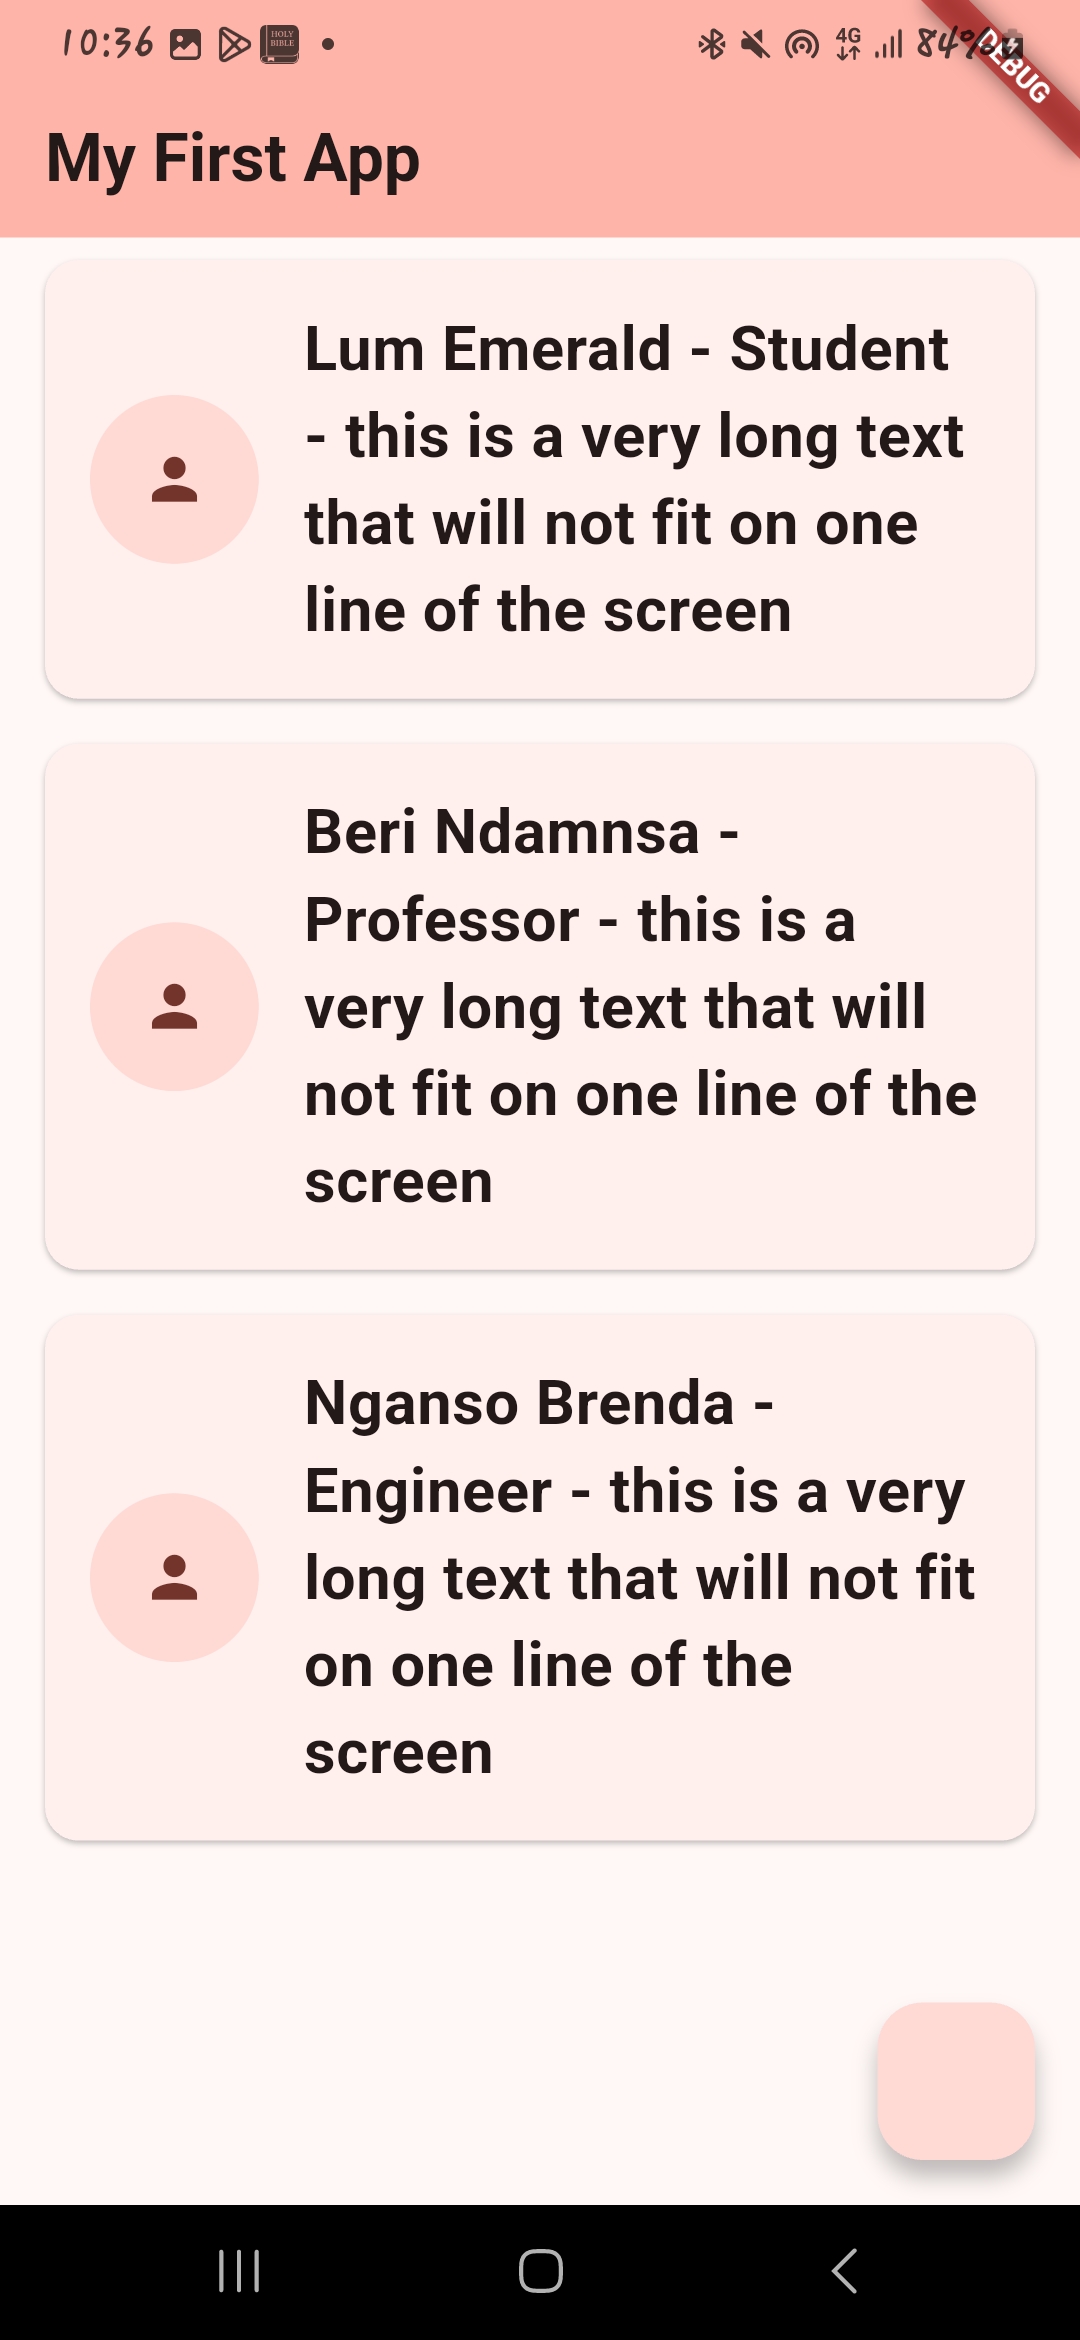 10:36 HOLY BIBLE 4G 84%
DEBUG
My First App
Lum Emerald - Student
- this is a very long text
that will not fit on one
line of the screen
Beri Ndamnsa -
Professor - this is a
very long text that will
not fit on one line of the
screen
Nganso Brenda -
Engineer - this is a very
long text that will not fit
on one line of the
screen